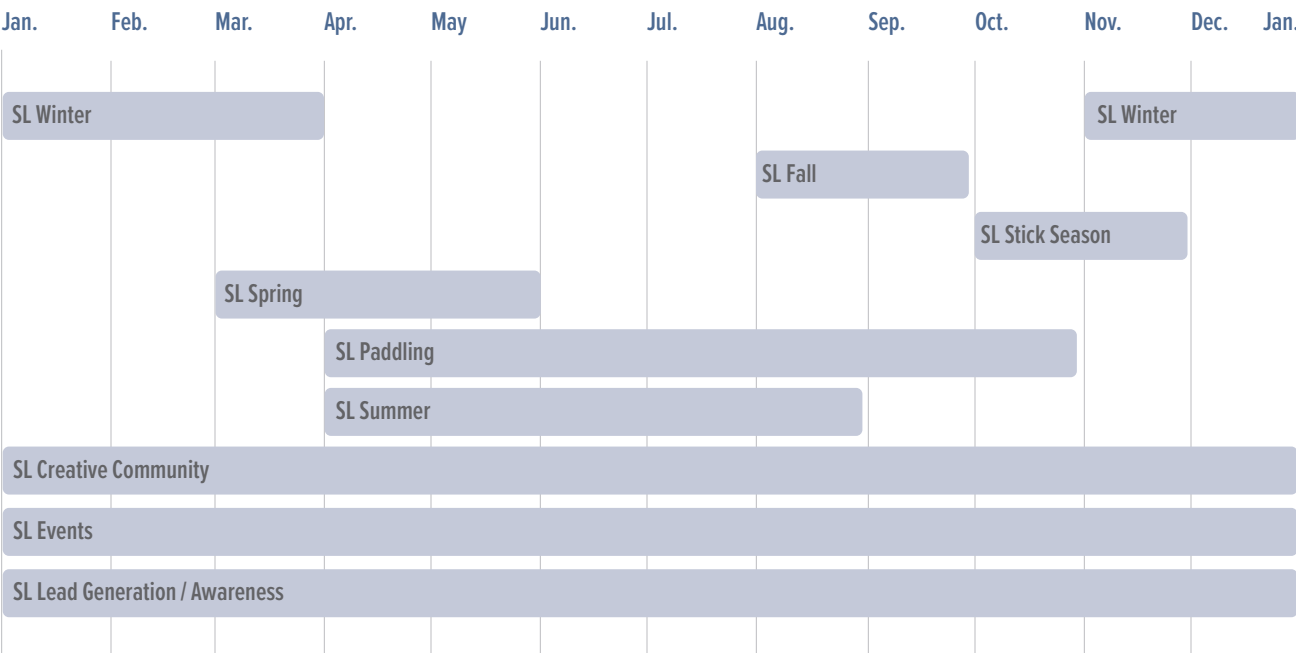 Jan. Feb. Mar. Apr. May Jun. Jul. Aug. Sep. Oct. Nov. Dec. Jan.
SL Winter SL Winter
SL Fall
SL Stick Season
SL Spring
SL Paddling
SL Summer
SL Creative Community
SL Events
SL Lead Generation / Awareness